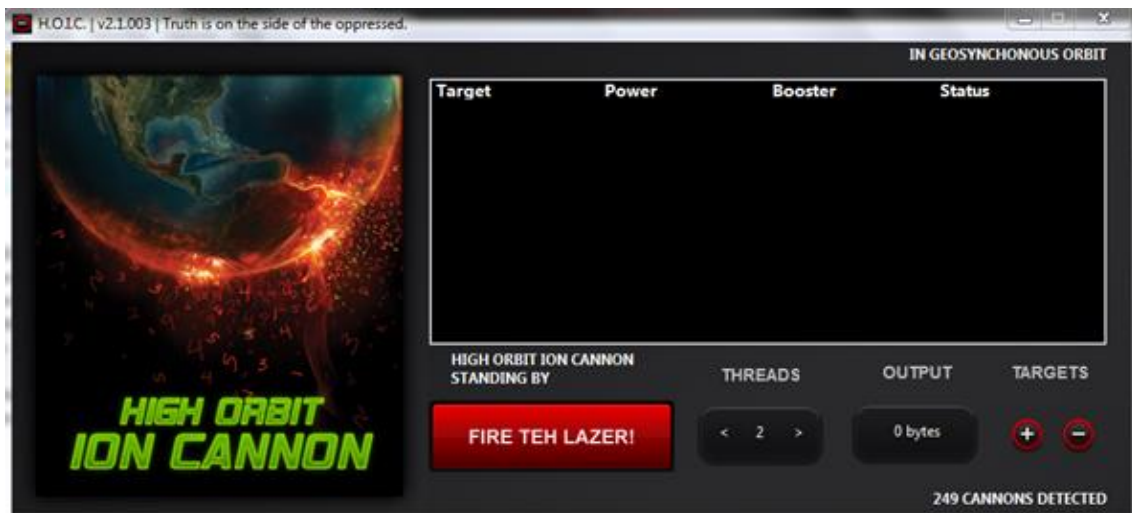 H.O.I.C. | v2.1.003 | Truth is on the side of the oppressed.
IN GEOSYNCHONOUS ORBIT
Target Power Booster Status
HIGH ORBIT ION CANNON
STANDING BY
THREADS OUTPUT TARGETS
FIRE TEH LAZER!
< 2 >
0 bytes
+ -
HIGH ORBIT
ION CANNON
249 CANNONS DETECTED